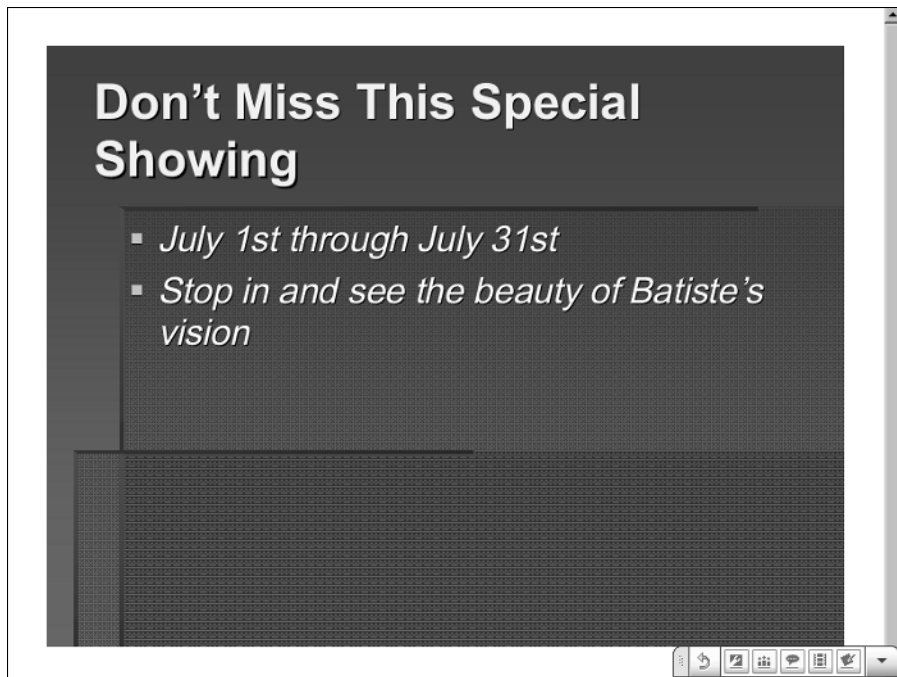 Don’t Miss This Special
Showing
▪ July 1st through July 31st
▪ Stop in and see the beauty of Batiste’s
vision